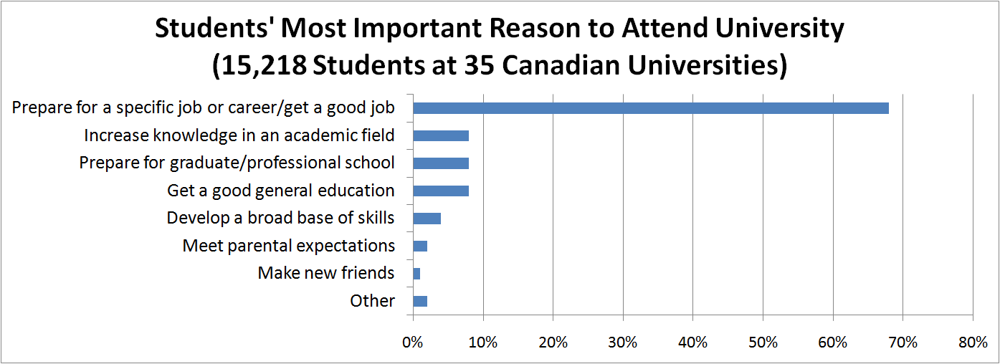 Students' Most Important Reason to Attend University
(15,218 Students at 35 Canadian Universities)
Prepare for a specific job or career/get a good job
Increase knowledge in an academic field
Prepare for graduate/professional school
Get a good general education
Develop a broad base of skills
Meet parental expectations
Make new friends
Other
0% 10% 20% 30% 40% 50% 60% 70% 80%